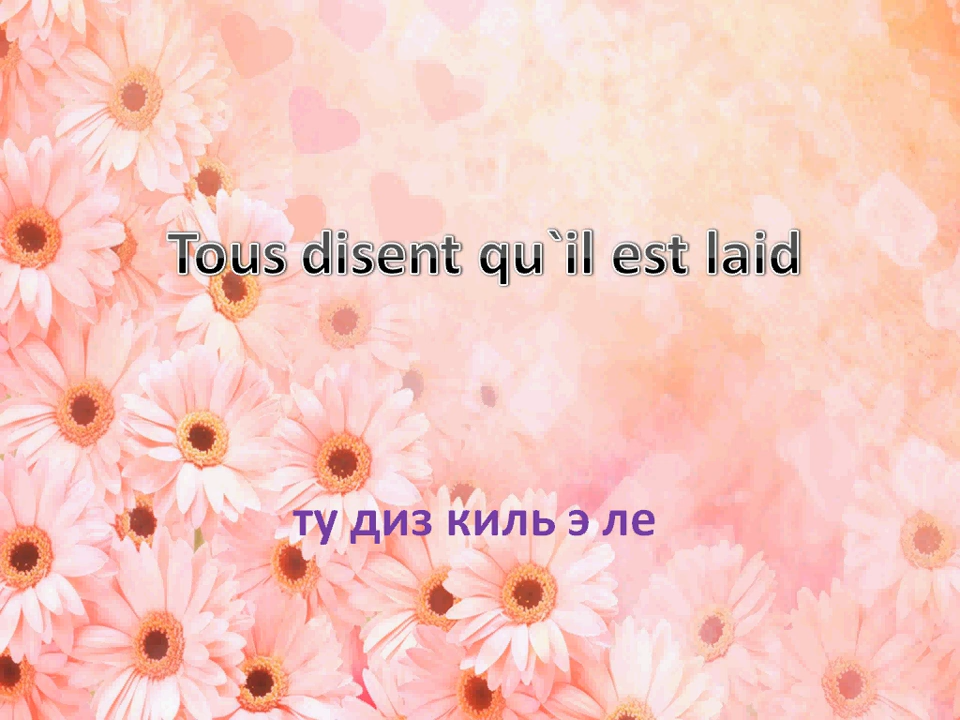 Tous disent qu`il est laid
ту диз киль э ле